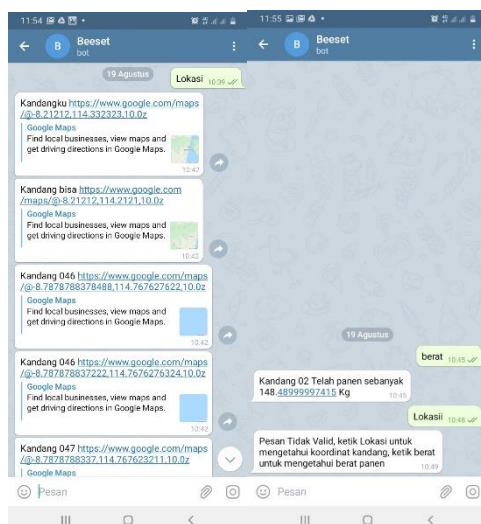 11:54
Beeset
bot
19 Agustus
Lokasi 10:39
Kandangku https://www.google.com/maps
/@-8.21212,114.332323,10.0z
Google Maps
Find local businesses, view maps and
get driving directions in Google Maps.
10:42
Kandang bisa https://www.google.com
/maps/@-8.21212,114.2121,10.0z
Google Maps
Find local businesses, view maps and
get driving directions in Google Maps.
10:42
Kandang 046 https://www.google.com/maps
/@-8.7878788378488,114.767627622,10.0z
Google Maps
Find local businesses, view maps and
get driving directions in Google Maps.
10:42
Kandang 046 https://www.google.com/maps
/@-8.787878837222,114.7676276324,10.0z
Google Maps
Find local businesses, view maps and
get driving directions in Google Maps.
10:42
Kandang 047 https://www.google.com/maps
/@-8.7878788337,114.767623211,10.0z
Google Maps
Pesan
11:55
Beeset
bot
19 Agustus
berat 10:45
Kandang 02 Telah panen sebanyak
148.48999997415 Kg 10:45
Lokasii 10:48
Pesan Tidak Valid, ketik Lokasi untuk
mengetahui koordinat kandang, ketik berat
untuk mengetahui berat panen 10:49
Pesan